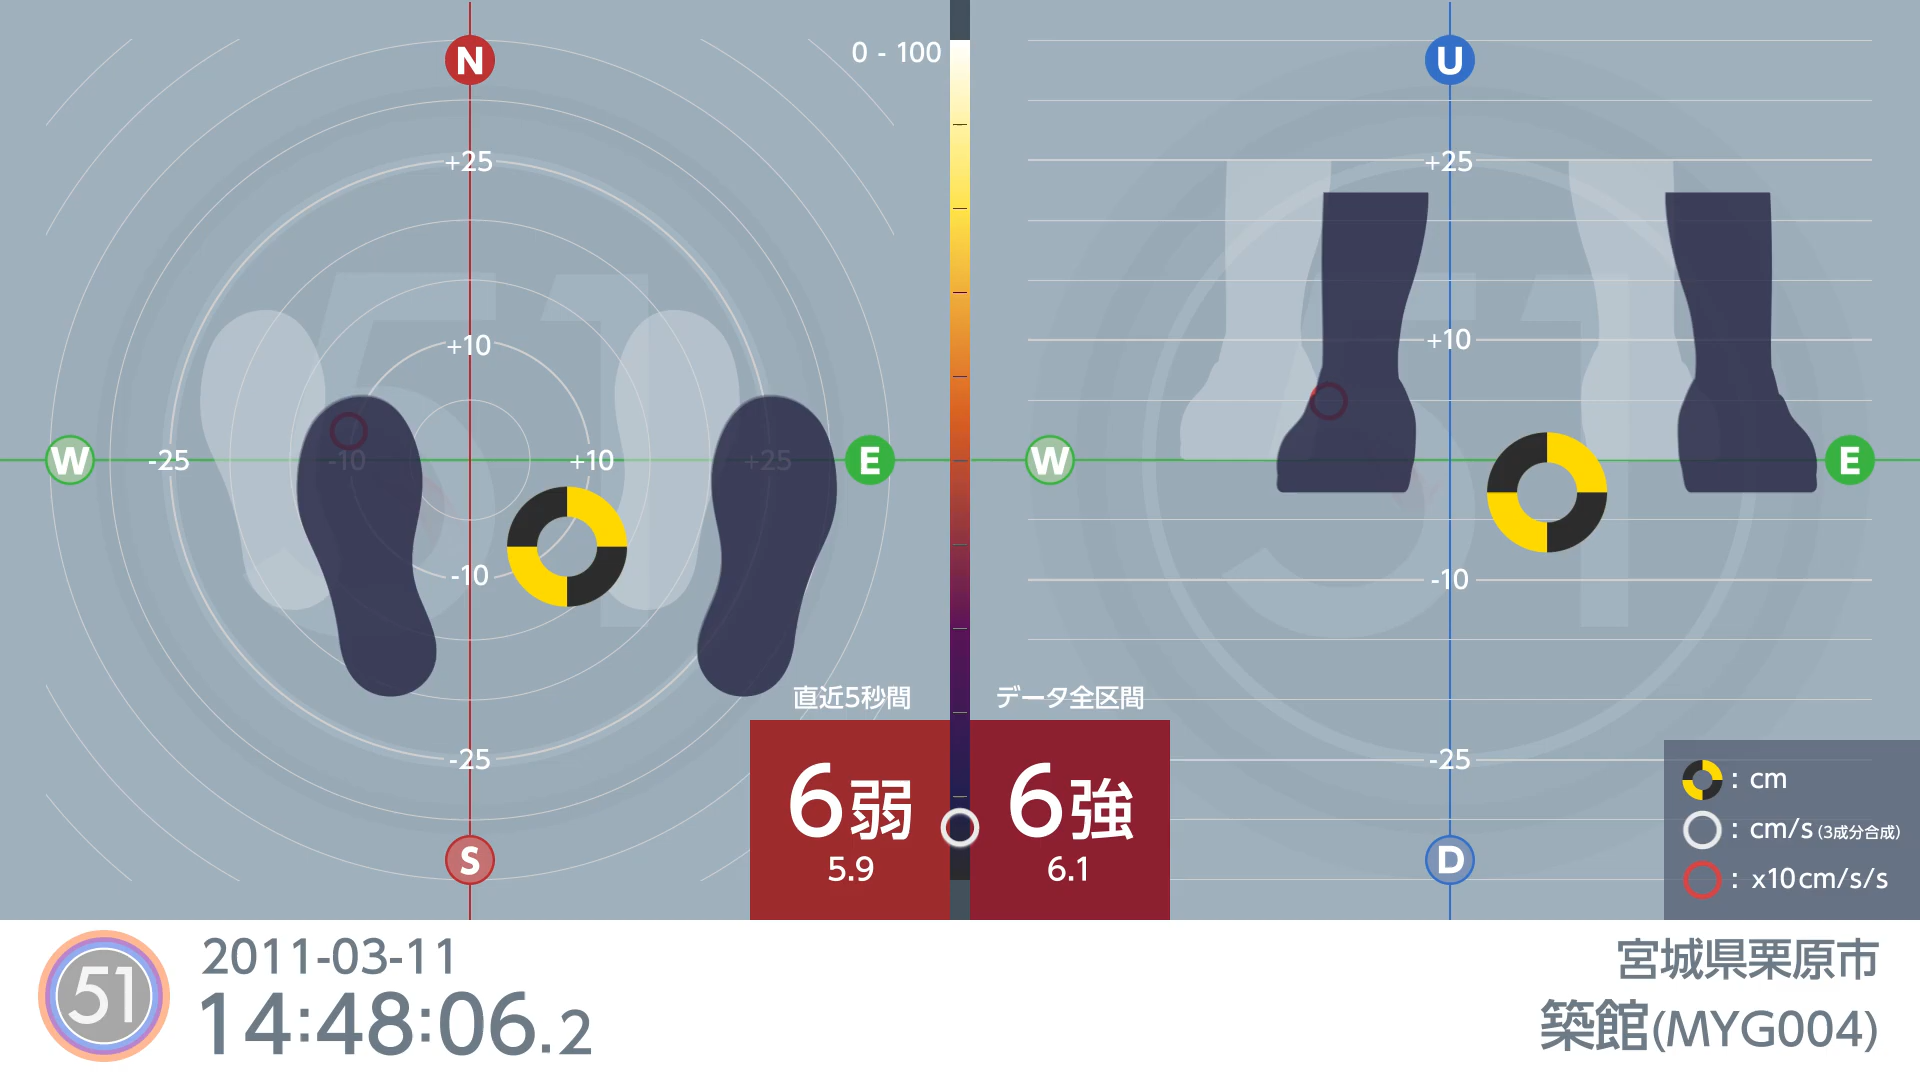 N
0 - 100
+25
+10
W
-25
-10
+10
+25
E
-10
-25
S
U
+25
+10
W
E
-10
-25
D
直近5秒間
6弱
5.9
データ全区間
6強
6.1
: cm
: cm/s (3成分合成)
: x10cm/s/s
51
51
51
2011-03-11
14:48:06.2
宮城県栗原市
築館(MYG004)